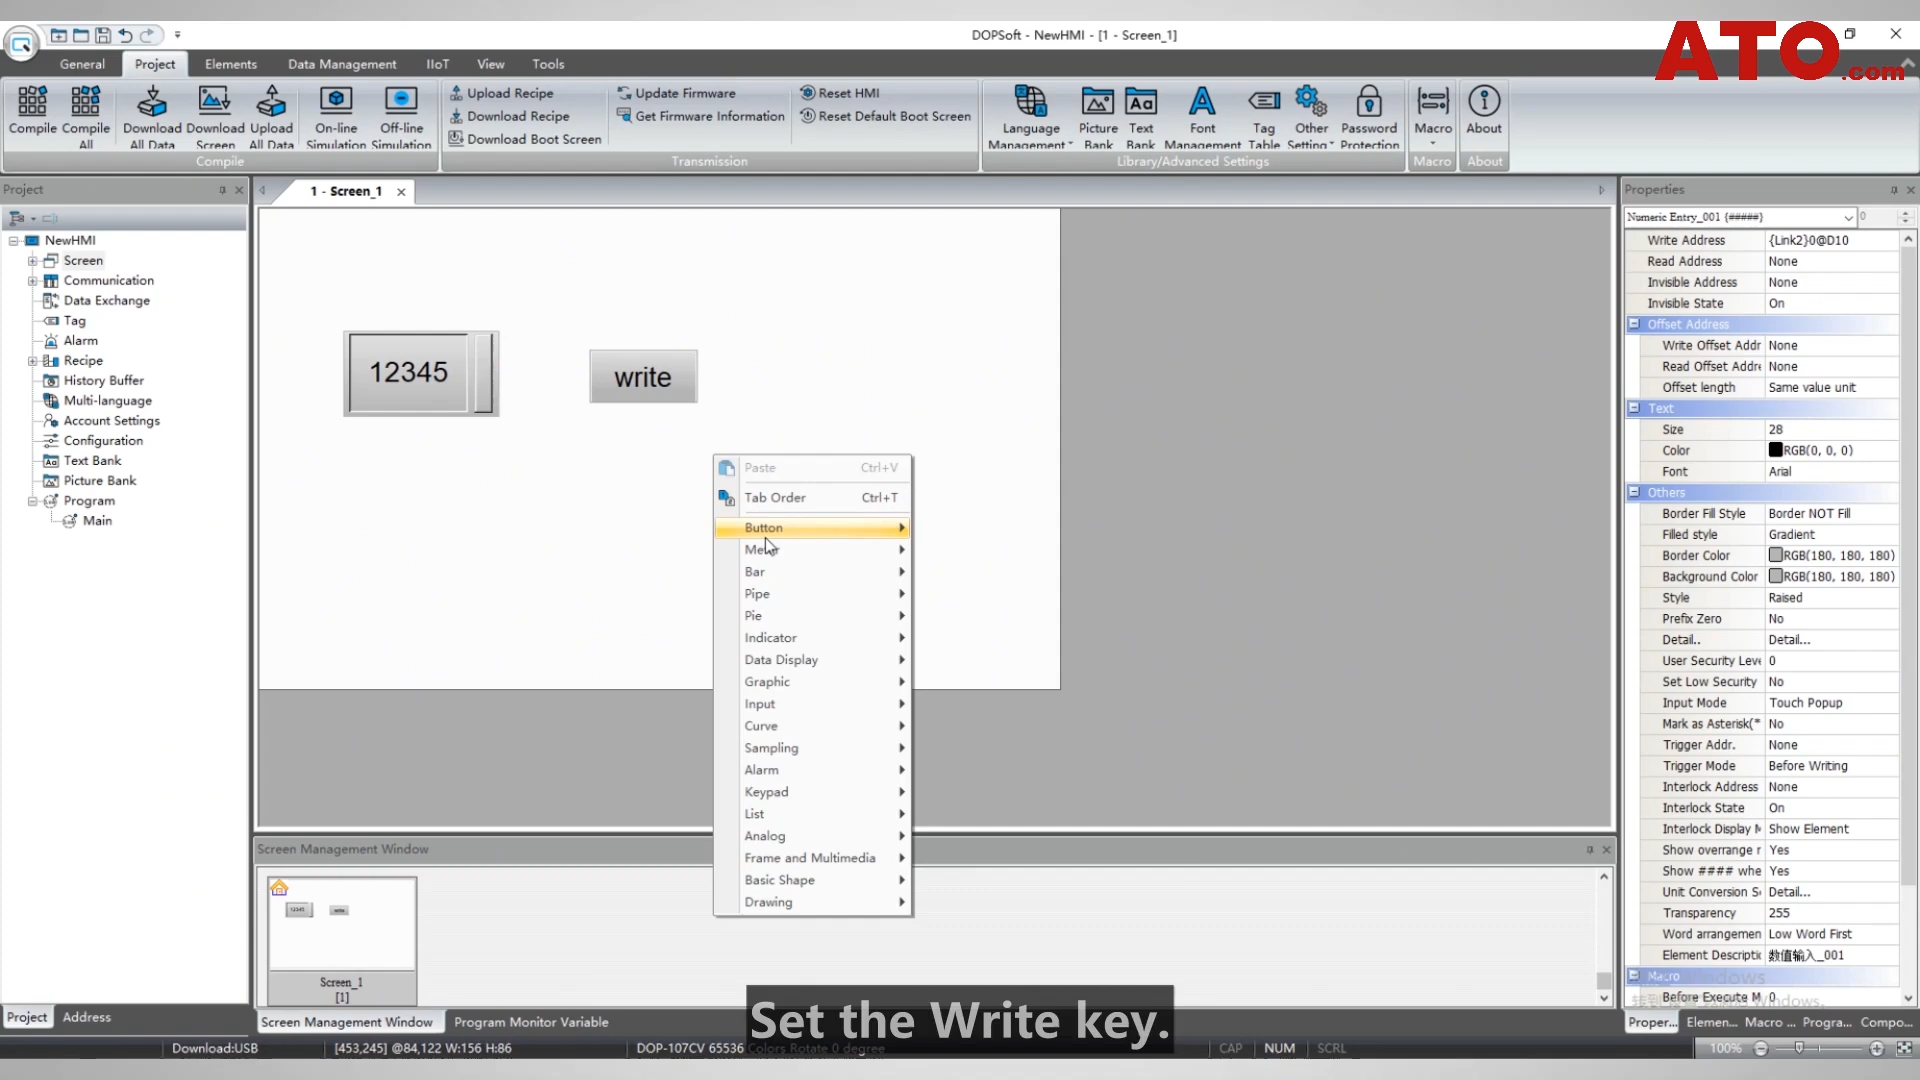 DOPSoft - NewHMI - [1 - Screen_1]
ATO.com
General
Project
Elements
Data Management
IIoT
View
Tools
Compile
Compile All
Download All Data
Download Screen
Upload All Data
On-line Simulation
Off-line Simulation
Compile
Upload Recipe
Download Recipe
Download Boot Screen
Update Firmware
Get Firmware Information
Reset HMI
Reset Default Boot Screen
Transmission
Language Management
Picture Bank
Text Bank
Font Management
Tag Table
Other Setting
Password Protection
Library/Advanced Settings
Macro
Macro
About
About
Project
NewHMI
Screen
Communication
Data Exchange
Tag
Alarm
Recipe
History Buffer
Multi-language
Account Settings
Configuration
Text Bank
Picture Bank
Program
Main
Project
Address
1 - Screen_1
12345
write
Paste Ctrl+V
Tab Order Ctrl+T
Button
Bar
Pipe
Pie
Indicator
Data Display
Graphic
Input
Curve
Sampling
Alarm
Keypad
List
Analog
Frame and Multimedia
Basic Shape
Drawing
Screen Management Window
12345
write
Screen_1
[1]
Screen Management Window
Program Monitor Variable
Properties
Numeric Entry_001 {#####}
0
Write Address {Link2}0@D10
Read Address None
Invisible Address None
Invisible State On
Offset Address
Write Offset Addr None
Read Offset Addre None
Offset length Same value unit
Text
Size 28
Color RGB(0, 0, 0)
Font Arial
Others
Border Fill Style Border NOT Fill
Filled style Gradient
Border Color RGB(180, 180, 180)
Background Color RGB(180, 180, 180)
Style Raised
Prefix Zero No
Detail.. Detail...
User Security Leve 0
Set Low Security No
Input Mode Touch Popup
Mark as Asterisk(* No
Trigger Addr. None
Trigger Mode Before Writing
Interlock Address None
Interlock State On
Interlock Display M Show Element
Show overrange r Yes
Show #### whe Yes
Unit Conversion S Detail...
Transparency 255
Word arrangemen Low Word First
Element Descripti 数值输入_001
Macro
Before Execute M 0
Proper...
Elemen...
Macro ...
Progra...
Compo...
Set the Write key.
Download:USB
[453,245] @84,122 W:156 H:86
DOP-107CV 65536 Colors Rotate 0 degree
CAP
NUM
SCRL
100%